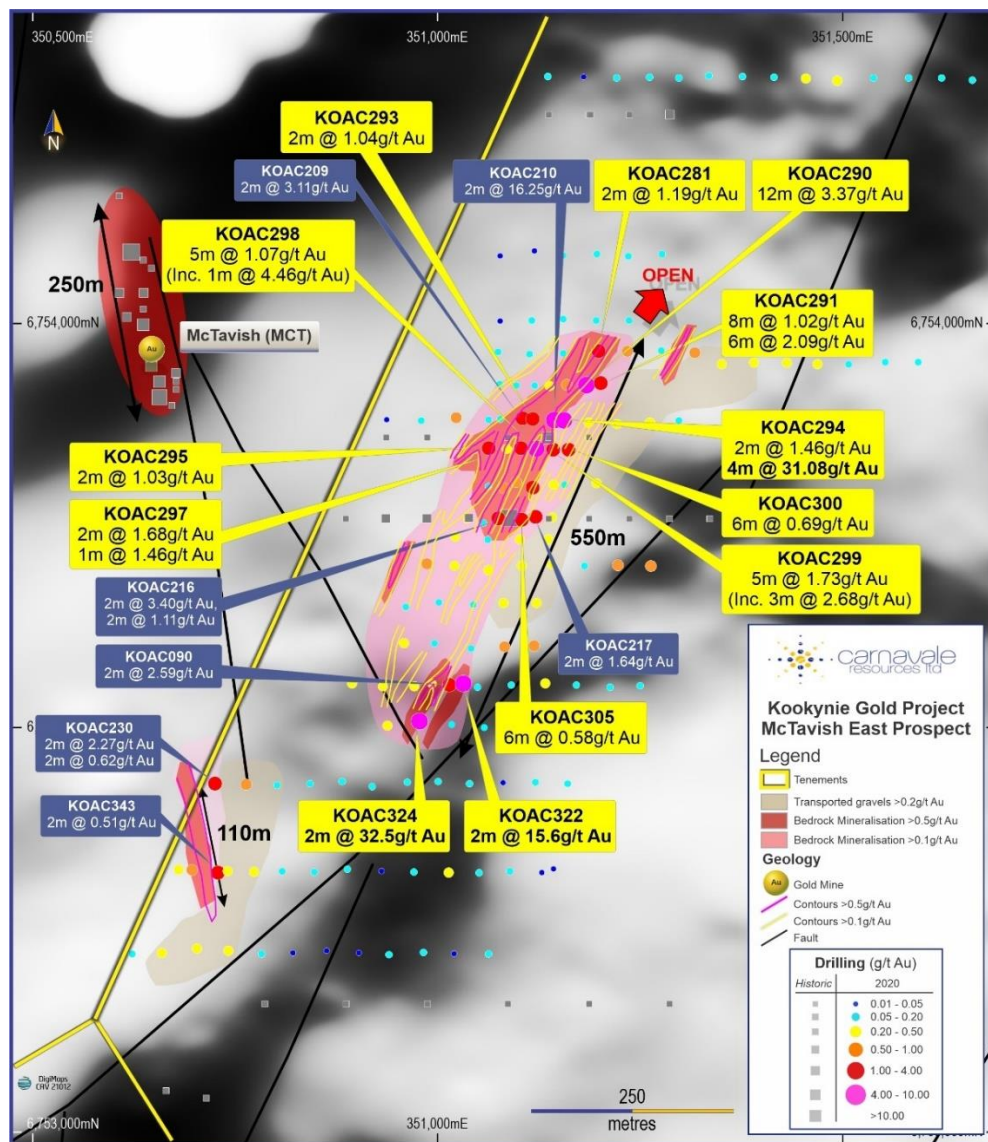 350,500mE
351,000mE
351,500mE
N
KOAC293
2m @ 1.04g/t Au
KOAC209
2m @ 3.11g/t Au
KOAC210
2m @ 16.25g/t Au
KOAC281
2m @ 1.19g/t Au
KOAC290
12m @ 3.37g/t Au
KOAC298
5m @ 1.07g/t Au
(Inc. 1m @ 4.46g/t Au)
OPEN
OPEN
250m
KOAC291
8m @ 1.02g/t Au
6m @ 2.09g/t Au
6,754,000mN
6,754,000mN
McTavish (MCT)
Au
KOAC294
2m @ 1.46g/t Au
4m @ 31.08g/t Au
KOAC295
2m @ 1.03g/t Au
KOAC300
6m @ 0.69g/t Au
KOAC297
2m @ 1.68g/t Au
1m @ 1.46g/t Au
550m
KOAC299
5m @ 1.73g/t Au
(Inc. 3m @ 2.68g/t Au)
KOAC216
2m @ 3.40g/t Au,
2m @ 1.11g/t Au
KOAC217
2m @ 1.64g/t Au
KOAC090
2m @ 2.59g/t Au
KOAC305
6m @ 0.58g/t Au
KOAC230
2m @ 2.27g/t Au
2m @ 0.62g/t Au
KOAC343
2m @ 0.51g/t Au
110m
KOAC324
2m @ 32.5g/t Au
KOAC322
2m @ 15.6g/t Au
carnavale
resources ltd
Kookynie Gold Project
McTavish East Prospect
Legend
Tenements
Transported gravels >0.2g/t Au
Bedrock Mineralisation >0.5g/t Au
Bedrock Mineralisation >0.1g/t Au
Geology
Au Gold Mine
Contours >0.5g/t Au
Contours >0.1g/t Au
Fault
Drilling (g/t Au)
Historic 2020
0.01 - 0.05
0.05 - 0.20
0.20 - 0.50
0.50 - 1.00
1.00 - 4.00
4.00 - 10.00
>10.00
DigiMaps
CRV 21012
250
metres
6,753,000mN
351,000mE